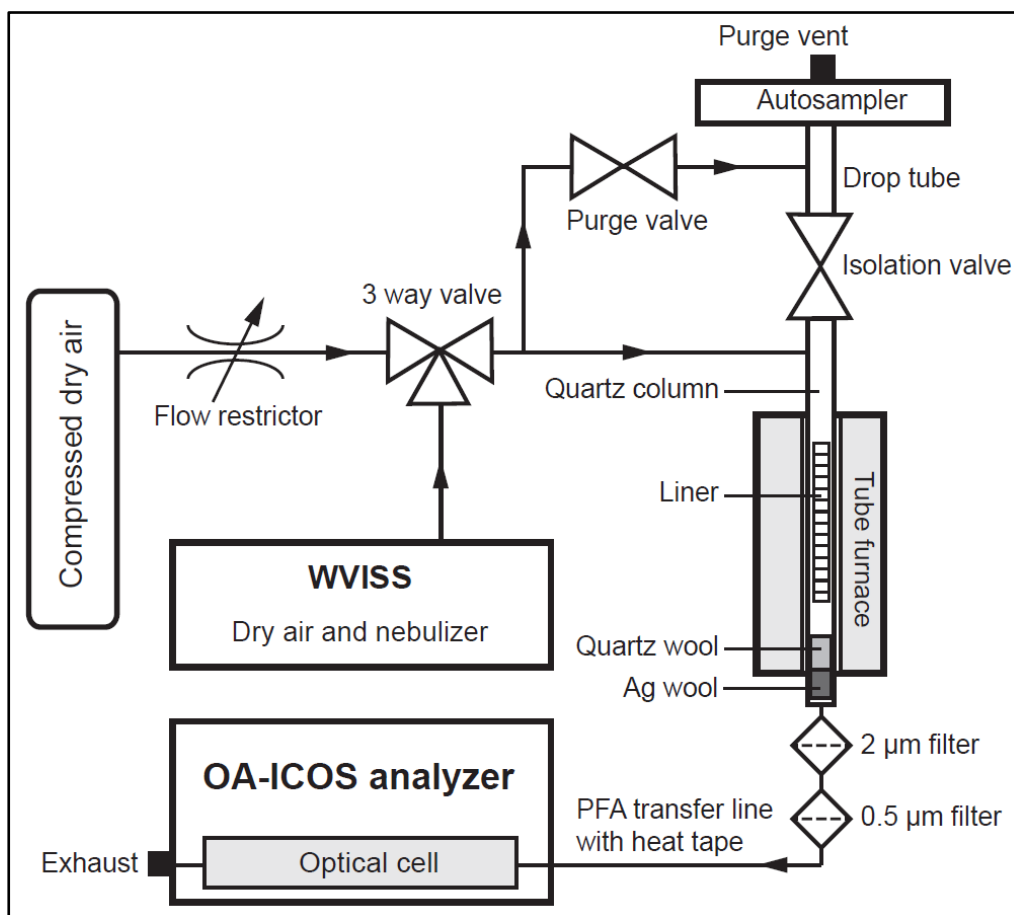 Purge vent
Autosampler
Drop tube
Purge valve
Isolation valve
3 way valve
Compressed dry air
Flow restrictor
Quartz column
Liner
Tube furnace
WVISS
Dry air and nebulizer
Quartz wool
Ag wool
2 µm filter
OA-ICOS analyzer
PFA transfer line
with heat tape
0.5 µm filter
Exhaust
Optical cell